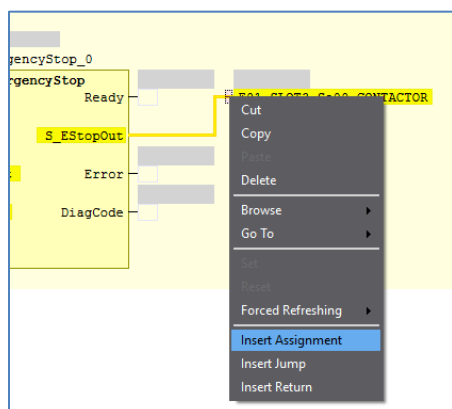 gencyStop_0
rgencyStop
Ready
CONTACTOR
S_EStopOut
Error
DiagCode
Cut
Copy
Paste
Delete
Browse
Go To
Set
Reset
Forced Refreshing
Insert Assignment
Insert Jump
Insert Return